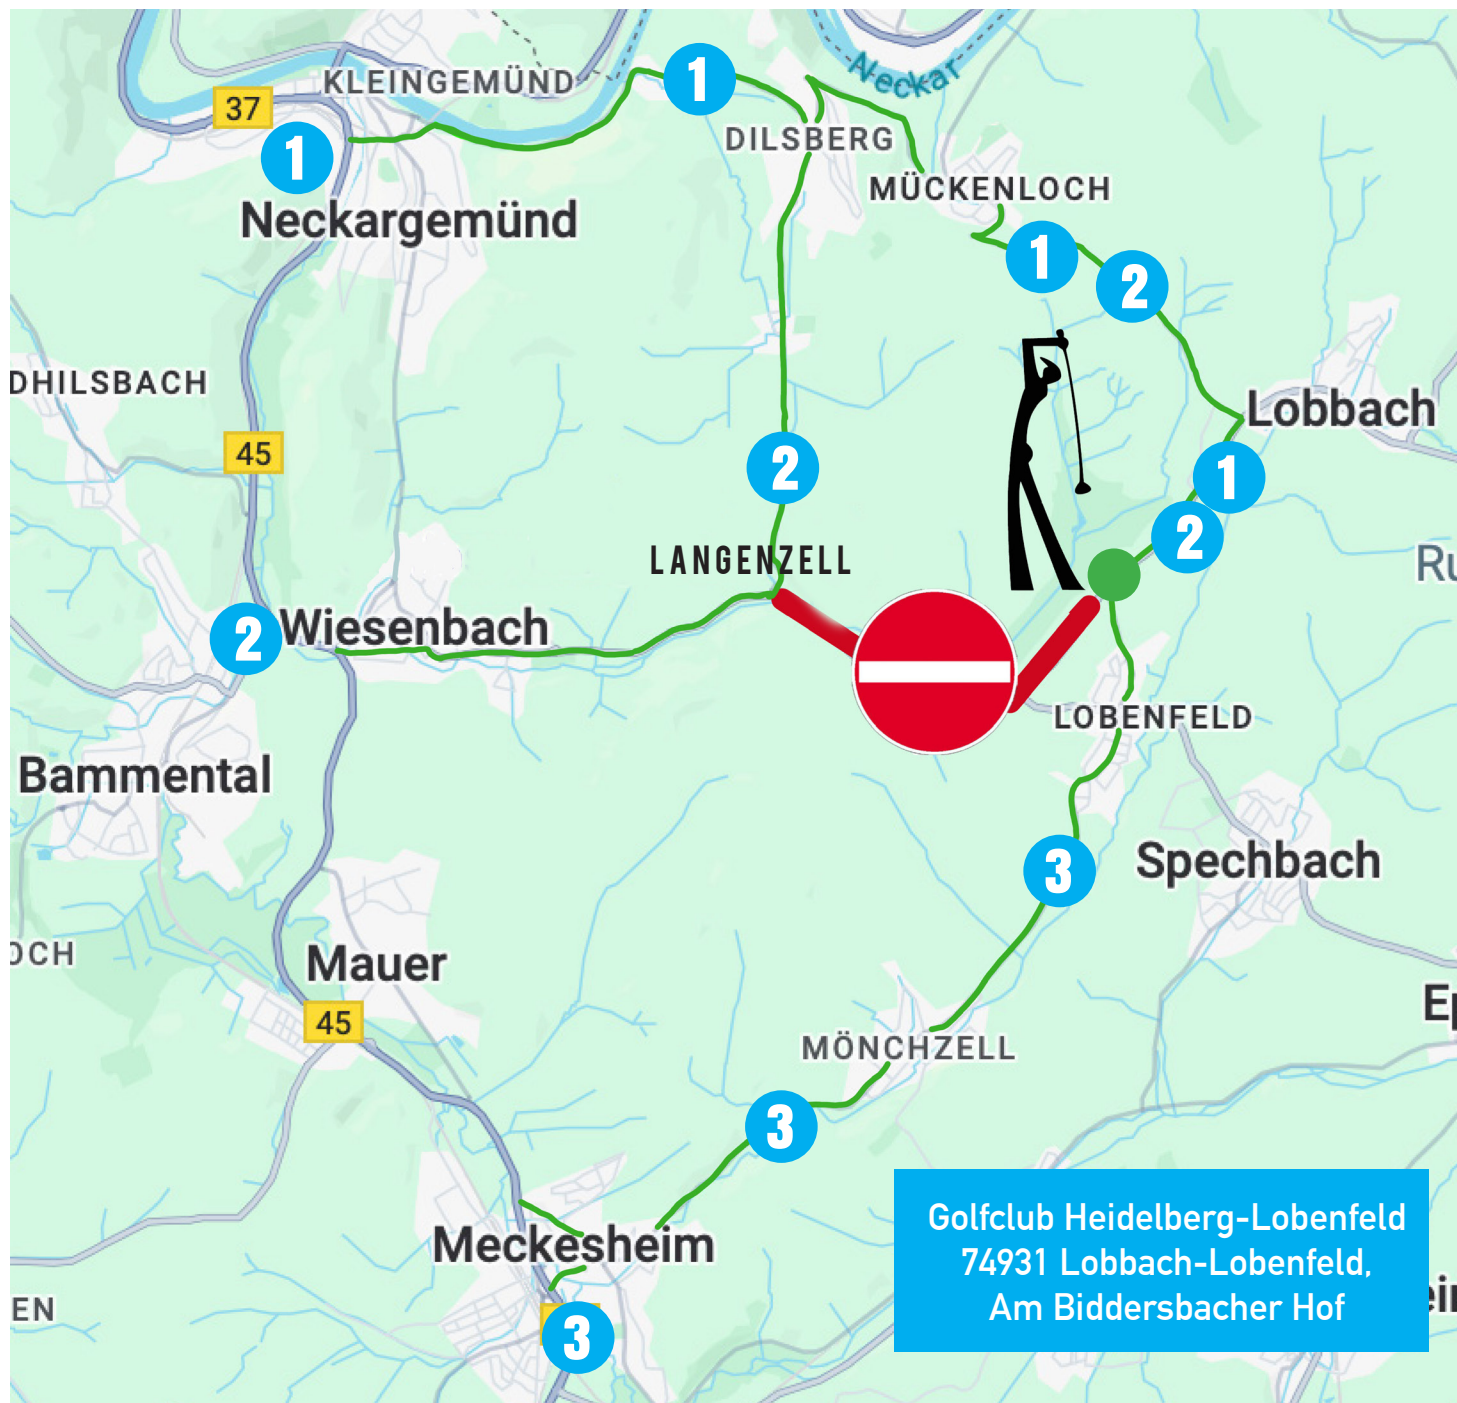 Neckar
KLEINGEMÜND
1
37
DILSBERG
1
MÜCKENLOCH
Neckargemünd
1
2
DHILSBACH
Lobbach
45
2
1
2
LANGENZELL
Ru
2
Wiesenbach
LOBENFELD
Bammental
Spechbach
3
OCH
Mauer
Ep
45
MÖNCHZELL
3
Meckesheim
Golfclub Heidelberg-Lobenfeld
74931 Lobbach-Lobenfeld,
Am Biddersbacher Hof
ein
EN
3